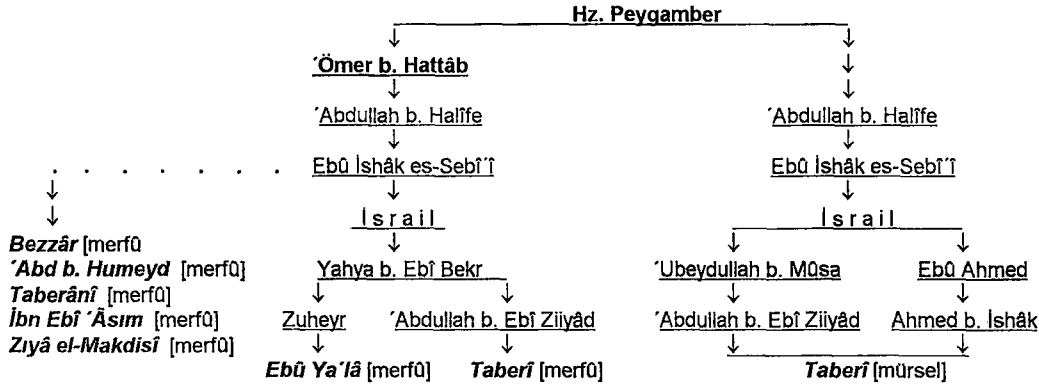 Hz. Peygamber
´Ömer b. Hattâb
´Abdullah b. Halîfe ´Abdullah b. Halîfe
. . . . . . . Ebû İshâk es-Sebî´î Ebû İshâk es-Sebî´î
İ s r a i l İ s r a i l
Bezzâr [merfû
´Abd b. Humeyd [merfû] Yahya b. Ebî Bekr ´Ubeydullah b. Mûsa Ebû Ahmed
Taberânî [merfû]
İbn Ebî ´Âsım [merfû] Zuheyr ´Abdullah b. Ebî Ziiyâd ´Abdullah b. Ebî Ziiyâd Ahmed b. İshâk
Zıyâ el-Makdisî [merfû]
Ebû Ya´lâ [merfû] Taberî [merfû] Taberî [mürsel]